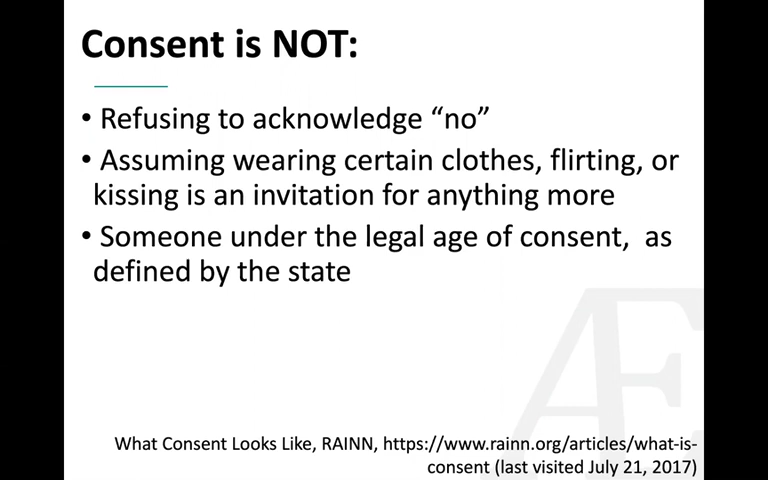 Consent is NOT:
• Refusing to acknowledge “no”
• Assuming wearing certain clothes, flirting, or
kissing is an invitation for anything more
• Someone under the legal age of consent,  as
defined by the state
Æ
What Consent Looks Like, RAINN, https://www.rainn.org/articles/what-is-
consent (last visited July 21, 2017)